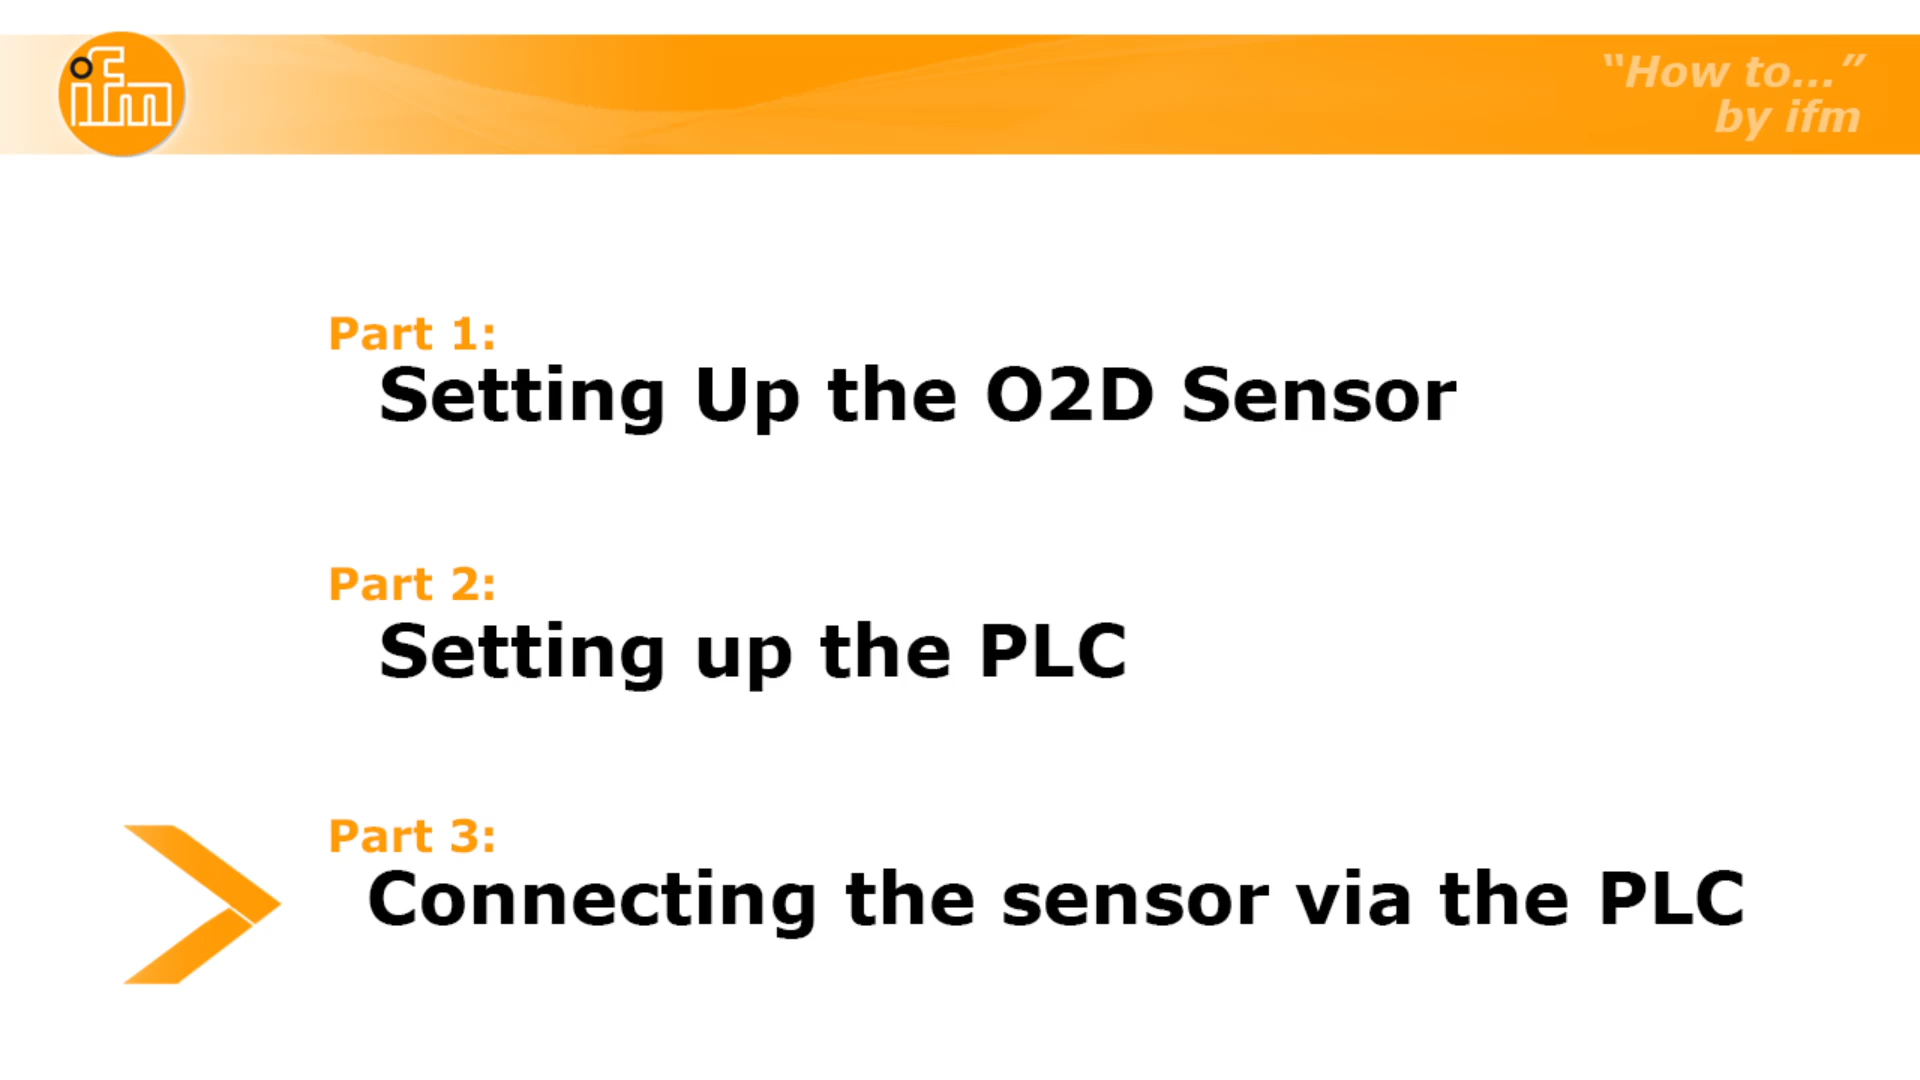 ifm
“How to...”
by ifm
Part 1:
Setting Up the O2D Sensor
Part 2:
Setting up the PLC
Part 3:
Connecting the sensor via the PLC